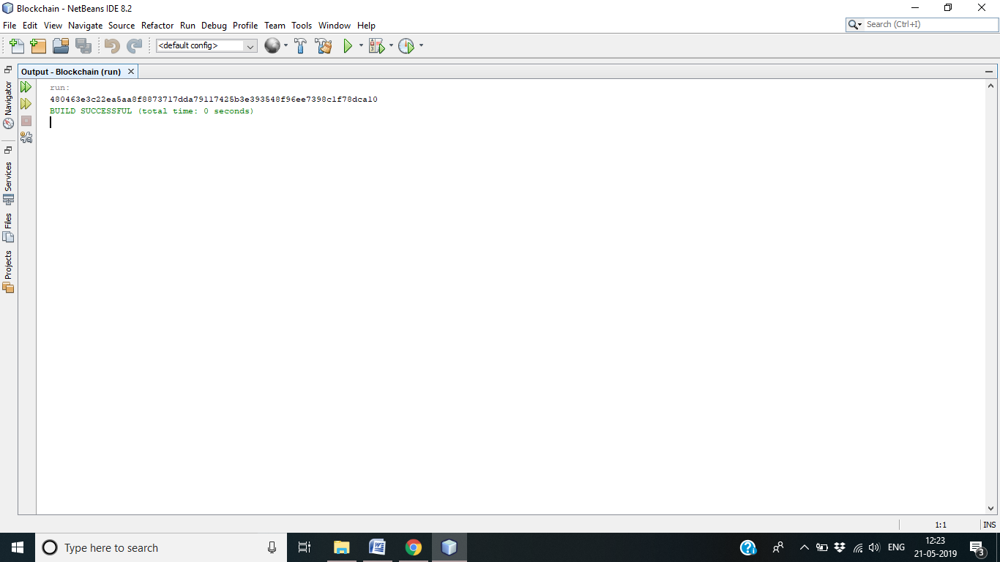 Blockchain - NetBeans IDE 8.2
File Edit View Navigate Source Refactor Run Debug Profile Team Tools Window Help
Search (Ctrl+I)
<default config>
Output - Blockchain (run)
Navigator
Services
Files
Projects
run:
480463e3c22ea5aa8f8873717dda79117425b3e393548f96ee7398c1f78dca10
BUILD SUCCESSFUL (total time: 0 seconds)
1:1 INS
Type here to search
ENG
12:23
21-05-2019
3